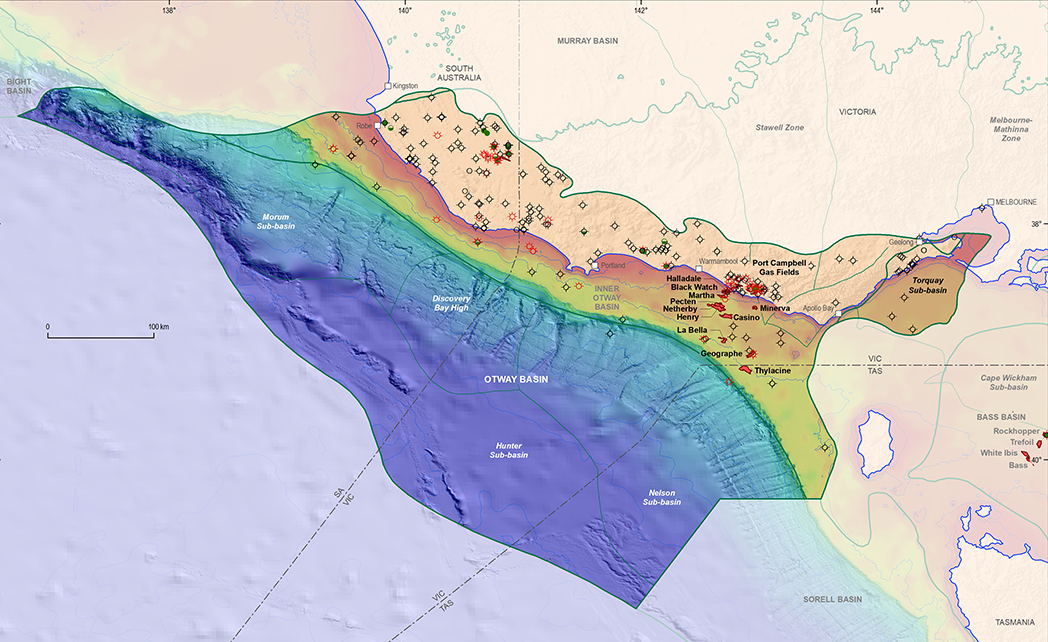 138°
140°
142°
144°
MURRAY BASIN
SOUTH
AUSTRALIA
BIGHT
BASIN
Kingston
VICTORIA
Robe
Stawell Zone
Melbourne-
Mathinna
Zone
MELBOURNE
38°
Morum
Sub-basin
Geelong
Portland
Warrnambool
Port Campbell
Gas Fields
Halladale
Black Watch
Martha
Torquay
Sub-basin
INNER
OTWAY
BASIN
Discovery
Bay High
Pecten
Netherby
Henry
Minerva
Casino
Apollo Bay
0
100 km
La Bella
Geographe
Thylacine
VIC
TAS
OTWAY BASIN
Cape Wickham
Sub-basin
BASS BASIN
Rockhopper
Trefoil
White Ibis
Bass
40°
Hunter
Sub-basin
Nelson
Sub-basin
SA
VIC
VIC
TAS
SORELL BASIN
TASMANIA